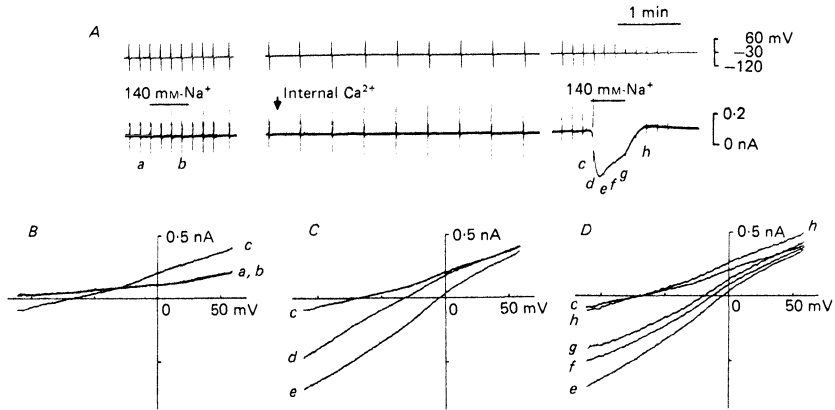 1 min
A
60 mV
−30
−120
140 mM-Na⁺
Internal Ca²⁺
140 mM-Na⁺
0·2
0 nA
a
b
c
d
e
f
g
h
B
0·5 nA
c
a, b
0
50 mV
C
0·5 nA
c
d
e
0
50 mV
D
0·5 nA
h
c
h
g
f
e
0
50 mV